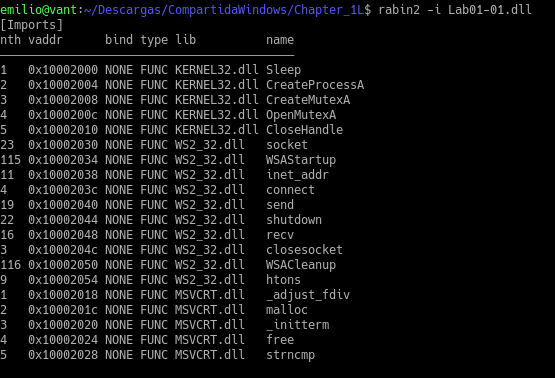 emilio@vant:~/Descargas/CompartidaWindows/Chapter_1L$ rabin2 -i Lab01-01.dll
[Imports]
nth vaddr bind type lib name
1 0x10002000 NONE FUNC KERNEL32.dll Sleep
2 0x10002004 NONE FUNC KERNEL32.dll CreateProcessA
3 0x10002008 NONE FUNC KERNEL32.dll CreateMutexA
4 0x1000200c NONE FUNC KERNEL32.dll OpenMutexA
5 0x10002010 NONE FUNC KERNEL32.dll CloseHandle
23 0x10002030 NONE FUNC WS2_32.dll socket
115 0x10002034 NONE FUNC WS2_32.dll WSAStartup
11 0x10002038 NONE FUNC WS2_32.dll inet_addr
4 0x1000203c NONE FUNC WS2_32.dll connect
19 0x10002040 NONE FUNC WS2_32.dll send
22 0x10002044 NONE FUNC WS2_32.dll shutdown
16 0x10002048 NONE FUNC WS2_32.dll recv
3 0x1000204c NONE FUNC WS2_32.dll closesocket
116 0x10002050 NONE FUNC WS2_32.dll WSACleanup
9 0x10002054 NONE FUNC WS2_32.dll htons
1 0x10002018 NONE FUNC MSVCRT.dll _adjust_fdiv
2 0x1000201c NONE FUNC MSVCRT.dll malloc
3 0x10002020 NONE FUNC MSVCRT.dll _initterm
4 0x10002024 NONE FUNC MSVCRT.dll free
5 0x10002028 NONE FUNC MSVCRT.dll strncmp